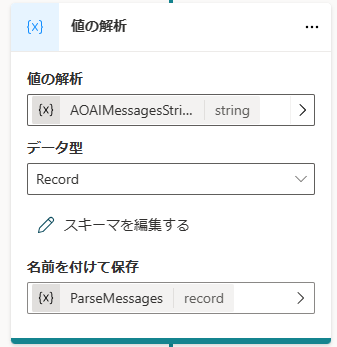 {x} 値の解析 ...
値の解析
{x} AOAIMessagesStri... string
データ型
Record
スキーマを編集する
名前を付けて保存
{x} ParseMessages record